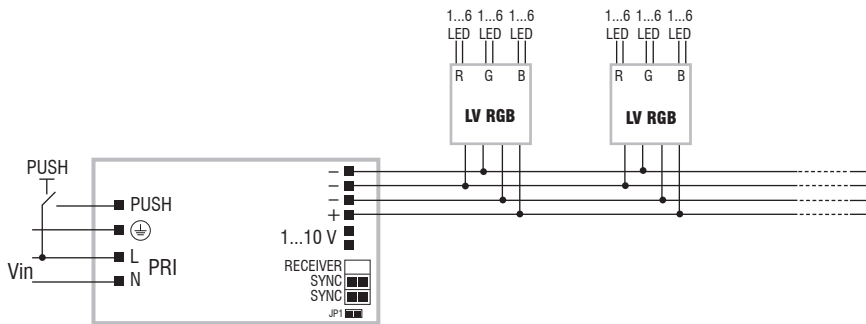 1...6 1...6 1...6
LED LED LED
R G B
LV RGB
1...6 1...6 1...6
LED LED LED
R G B
LV RGB
PUSH
PUSH
L
N
PRI
Vin
–
–
–
+
1...10 V
RECEIVER
SYNC
SYNC
JP1